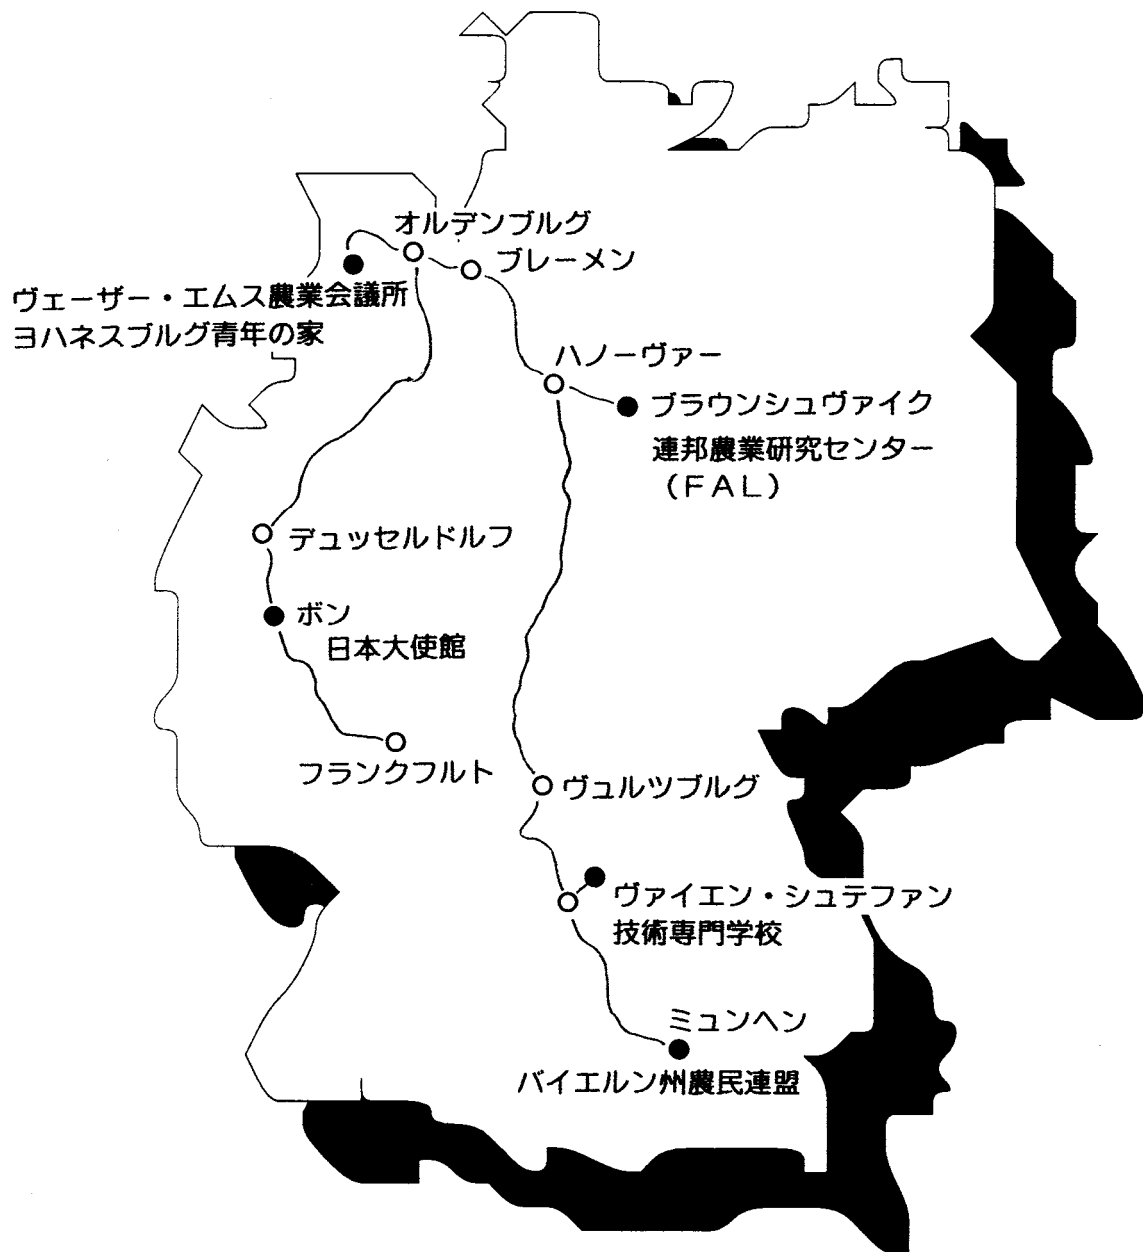 オルデンブルグ
ブレーメン
ヴェーザー・エムス農業会議所
ヨハネスブルグ青年の家
ハノーヴァー
ブラウンシュヴァイク
連邦農業研究センター
（ＦＡＬ）
デュッセルドルフ
ボン
日本大使館
フランクフルト
ヴュルツブルグ
ヴァイエン・シュテファン
技術専門学校
ミュンヘン
バイエルン州農民連盟